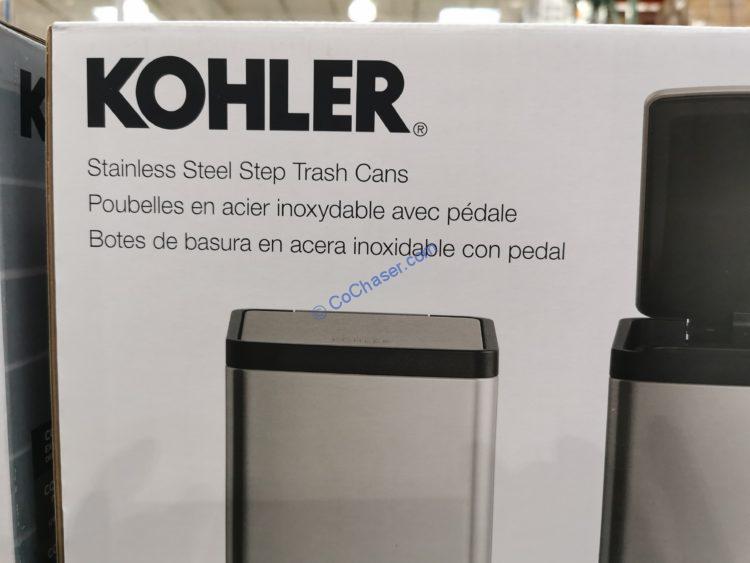 KOHLER®
Stainless Steel Step Trash Cans
Poubelles en acier inoxydable avec pédale
Botes de basura en acera inoxidable con pedal
© CoChaser.com
KOHLER
K